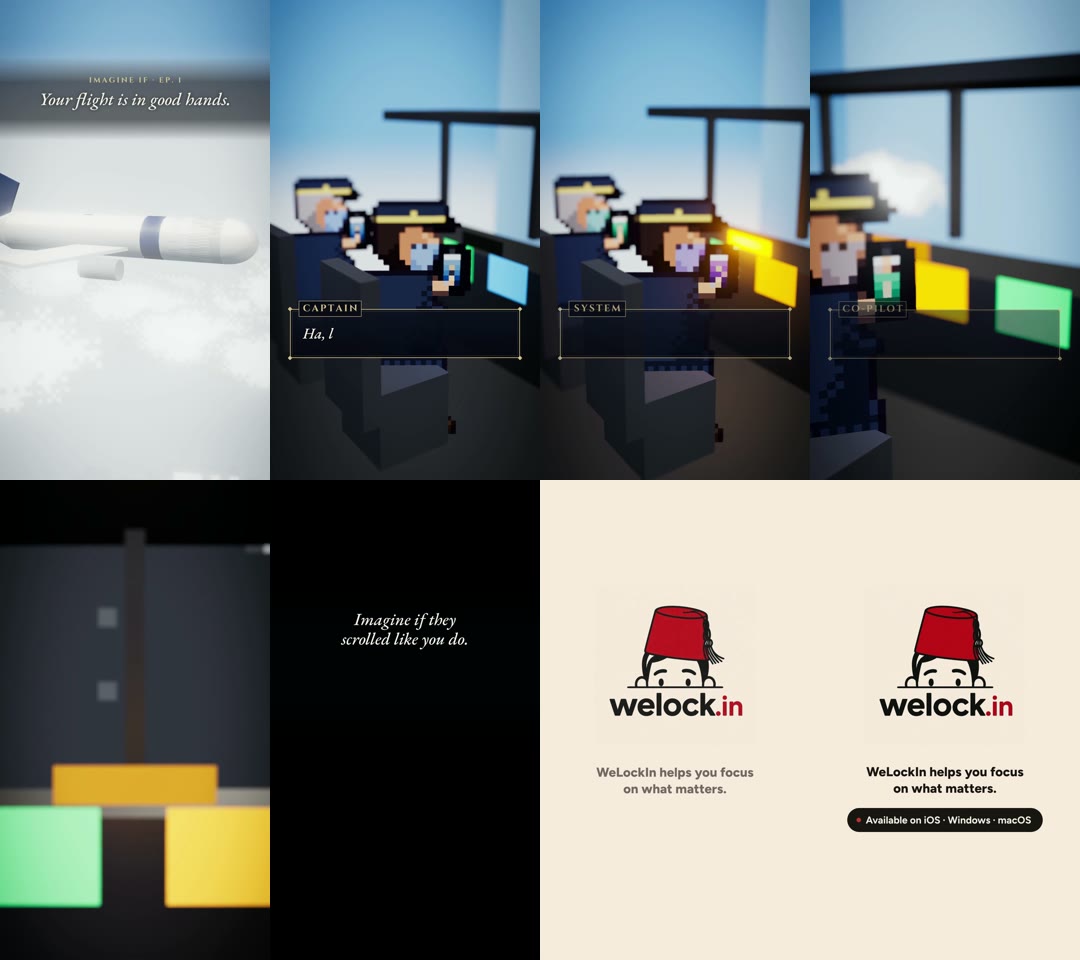 IMAGINE IF · EP. 1
Your flight is in good hands.
CAPTAIN
Ha, l
SYSTEM
CO-PILOT
Imagine if they
scrolled like you do.
welock.in
WeLockIn helps you focus
on what matters.
welock.in
WeLockIn helps you focus
on what matters.
Available on iOS · Windows · macOS